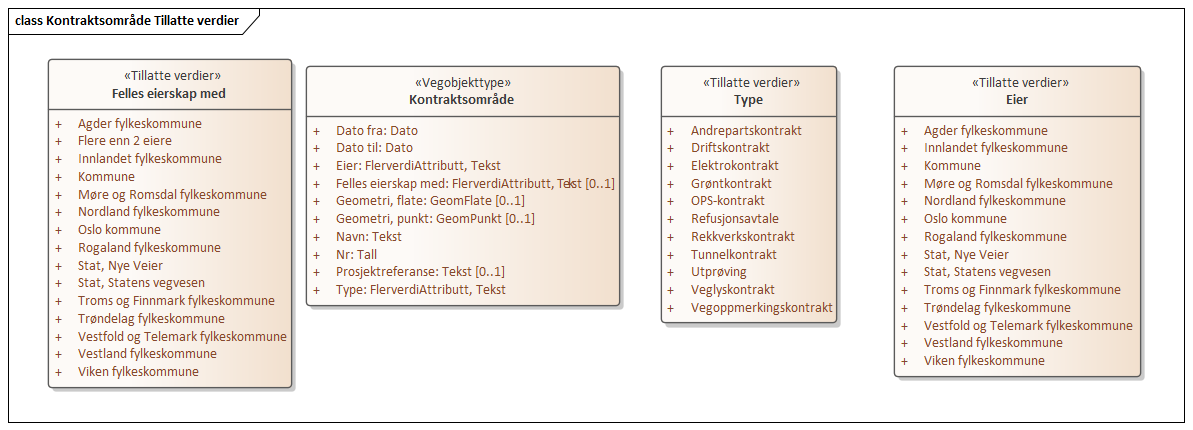 class Kontraktsområde Tillatte verdier
«Tillatte verdier»
Felles eierskap med
+ Agder fylkeskommune
+ Flere enn 2 eiere
+ Innlandet fylkeskommune
+ Kommune
+ Møre og Romsdal fylkeskommune
+ Nordland fylkeskommune
+ Oslo kommune
+ Rogaland fylkeskommune
+ Stat, Nye Veier
+ Stat, Statens vegvesen
+ Troms og Finnmark fylkeskommune
+ Trøndelag fylkeskommune
+ Vestfold og Telemark fylkeskommune
+ Vestland fylkeskommune
+ Viken fylkeskommune
«Vegobjekttype»
Kontraktsområde
+ Dato fra: Dato
+ Dato til: Dato
+ Eier: FlerverdiAttributt, Tekst
+ Felles eierskap med: FlerverdiAttributt, Tekst [0..1]
+ Geometri, flate: GeomFlate [0..1]
+ Geometri, punkt: GeomPunkt [0..1]
+ Navn: Tekst
+ Nr: Tall
+ Prosjektreferanse: Tekst [0..1]
+ Type: FlerverdiAttributt, Tekst
«Tillatte verdier»
Type
+ Andrepartskontrakt
+ Driftskontrakt
+ Elektrokontrakt
+ Grøntkontrakt
+ OPS-kontrakt
+ Refusjonsavtale
+ Rekkverkskontrakt
+ Tunnelkontrakt
+ Utprøving
+ Veglyskontrakt
+ Vegoppmerkingskontrakt
«Tillatte verdier»
Eier
+ Agder fylkeskommune
+ Innlandet fylkeskommune
+ Kommune
+ Møre og Romsdal fylkeskommune
+ Nordland fylkeskommune
+ Oslo kommune
+ Rogaland fylkeskommune
+ Stat, Nye Veier
+ Stat, Statens vegvesen
+ Troms og Finnmark fylkeskommune
+ Trøndelag fylkeskommune
+ Vestfold og Telemark fylkeskommune
+ Vestland fylkeskommune
+ Viken fylkeskommune